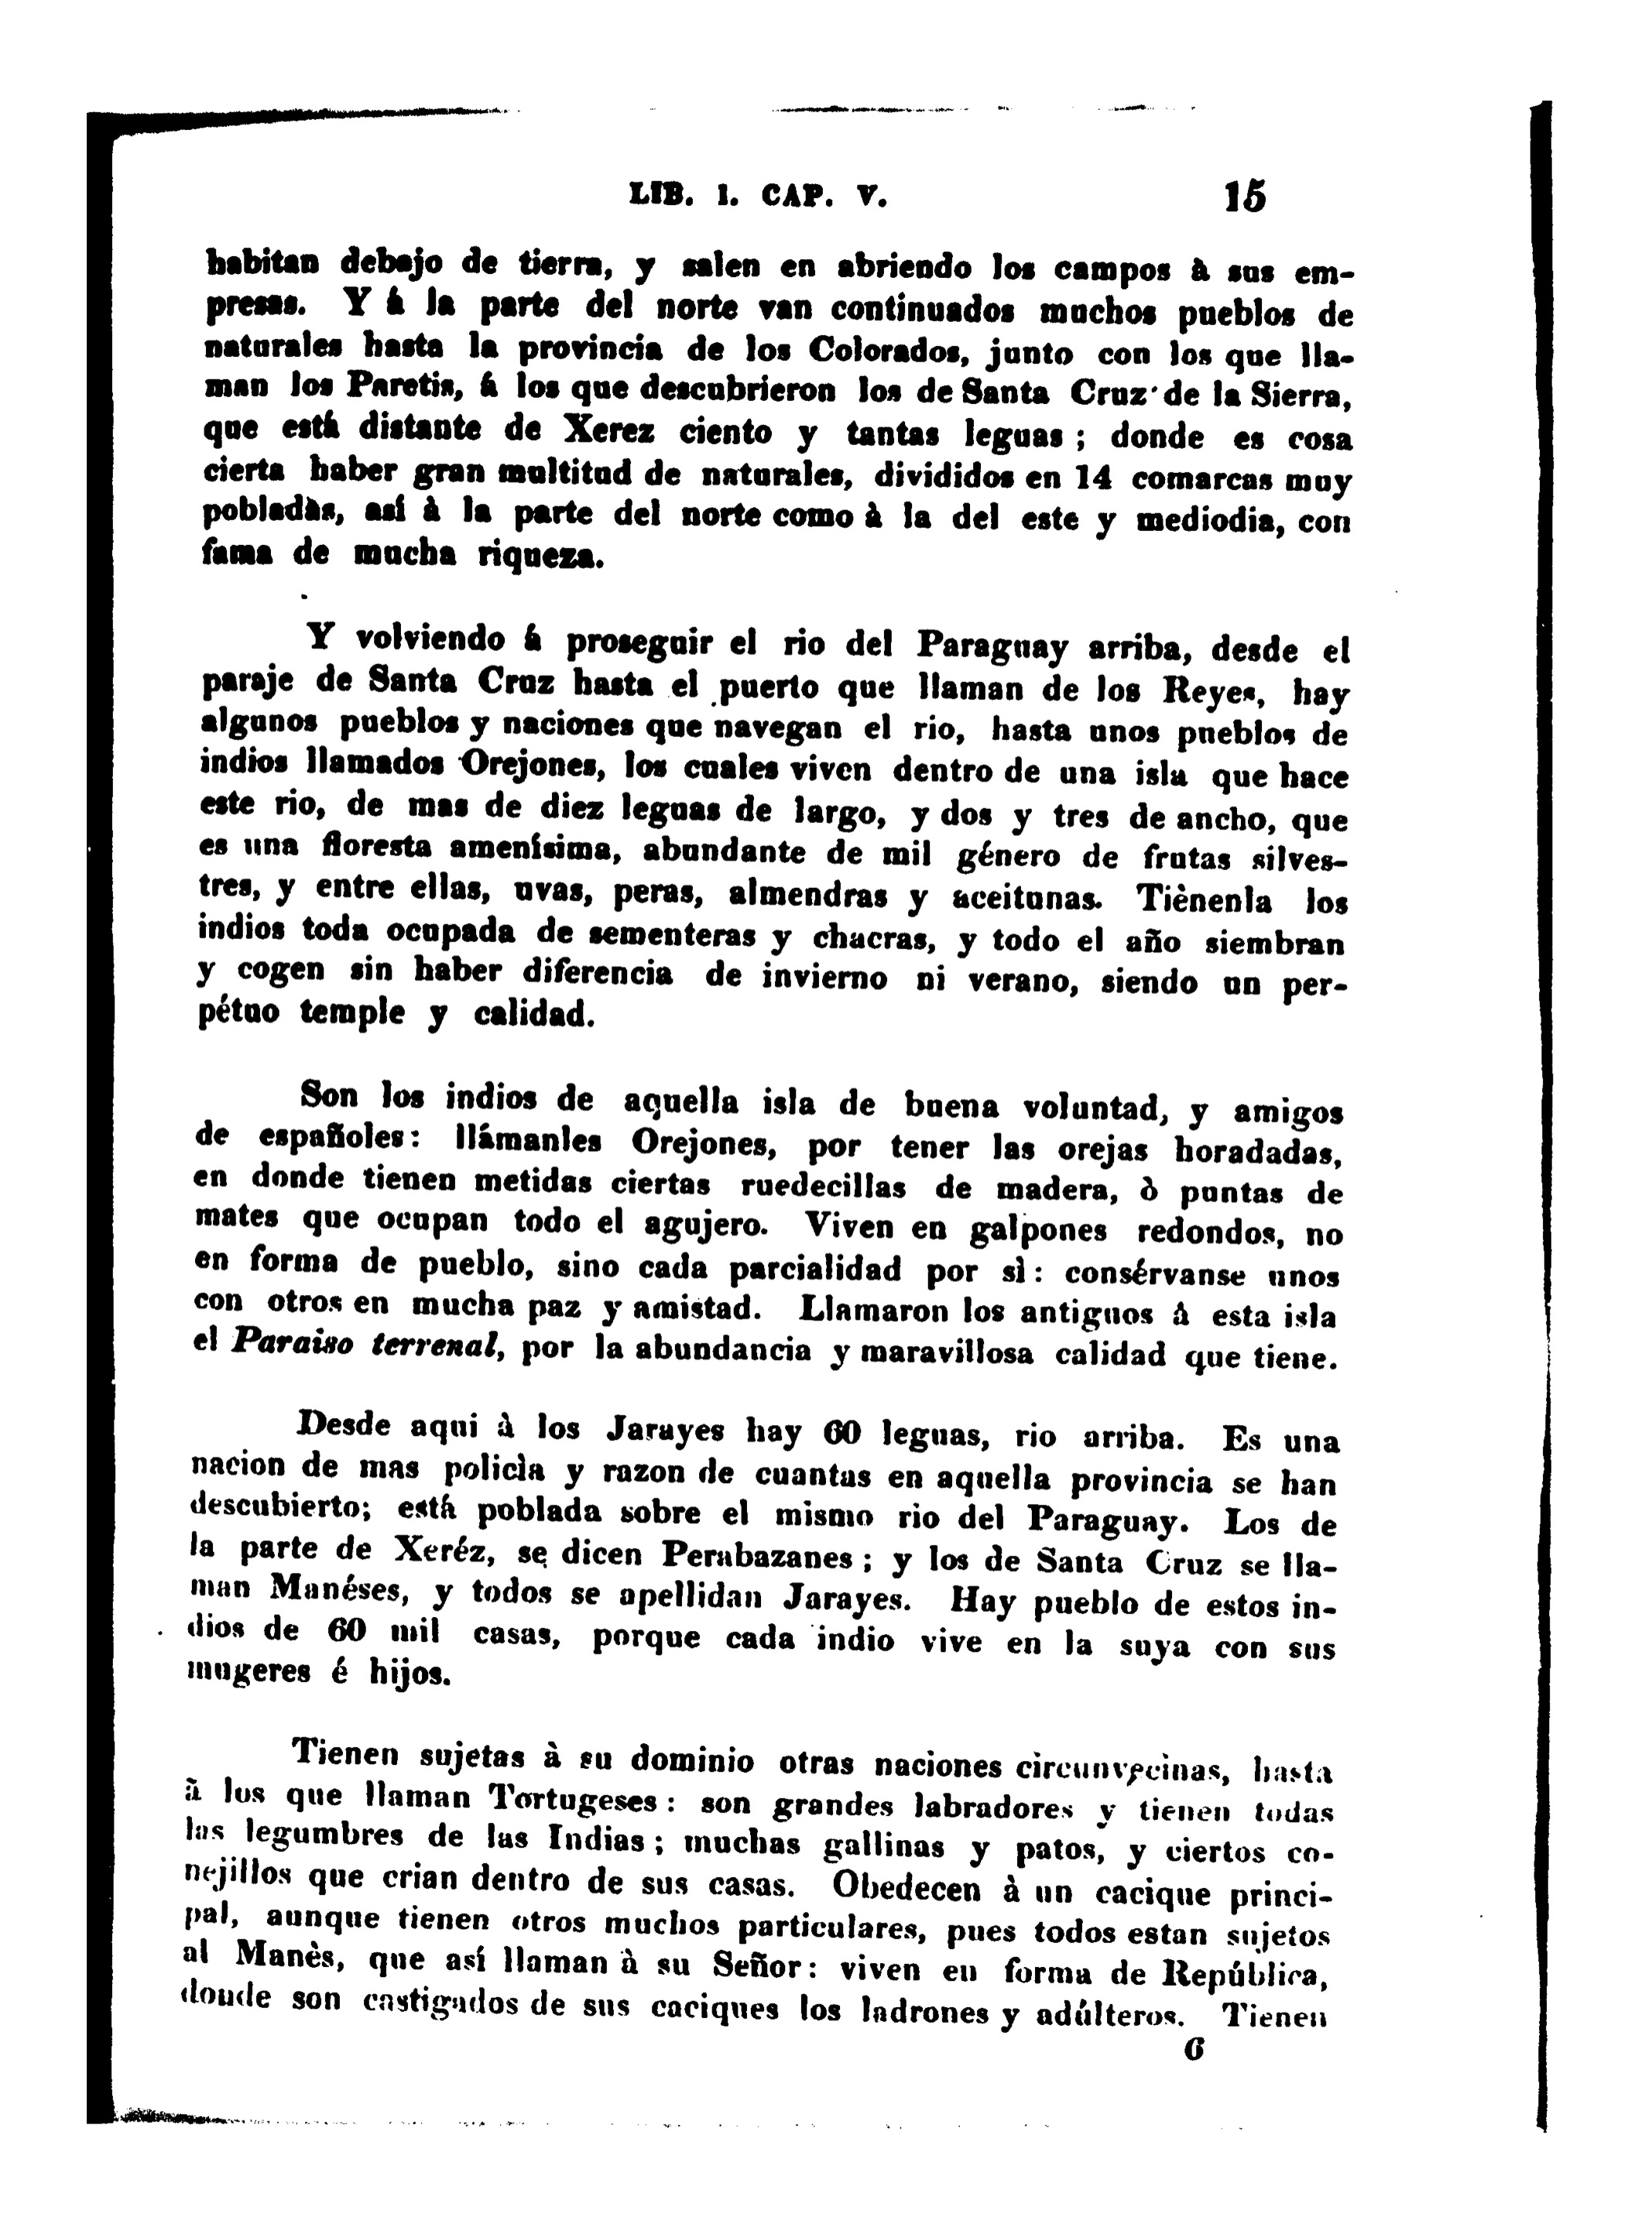 LIB. I. CAP. V. 15
habitan debajo de tierra, y salen en abriendo los campos à sus em-
presas. Y á la parte del norte van continuados muchos pueblos de
naturales hasta la provincia de los Colorados, junto con los que lla-
man los Paretis, á los que descubrieron los de Santa Cruz de la Sierra,
que está distante de Xerez ciento y tantas leguas; donde es cosa
cierta haber gran multitud de naturales, divididos en 14 comarcas muy
pobladàs, así à la parte del norte como à la del este y mediodia, con
fama de mucha riqueza.
Y volviendo á proseguir el rio del Paraguay arriba, desde el
paraje de Santa Cruz hasta el puerto que llaman de los Reyes, hay
algunos pueblos y naciones que navegan el rio, hasta unos pueblos de
indios llamados Orejones, los cuales viven dentro de una isla que hace
este rio, de mas de diez leguas de largo, y dos y tres de ancho, que
es una floresta amenísima, abundante de mil género de frutas silves-
tres, y entre ellas, uvas, peras, almendras y aceitunas. Tiènenla los
indios toda ocupada de sementeras y chacras, y todo el año siembran
y cogen sin haber diferencia de invierno ni verano, siendo un per-
pétuo temple y calidad.
Son los indios de aquella isla de buena voluntad, y amigos
de españoles: llámanles Orejones, por tener las orejas horadadas,
en donde tienen metidas ciertas ruedecillas de madera, ò puntas de
mates que ocupan todo el agujero. Viven en galpones redondos, no
en forma de pueblo, sino cada parcialidad por sì: consérvanse unos
con otros en mucha paz y amistad. Llamaron los antiguos á esta isla
el Paraiso terrenal, por la abundancia y maravillosa calidad que tiene.
Desde aqui à los Jarayes hay 60 leguas, rio arriba. Es una
nacion de mas policìa y razon de cuantas en aquella provincia se han
descubierto; está poblada sobre el mismo rio del Paraguay. Los de
la parte de Xeréz, se dicen Perabazanes; y los de Santa Cruz se lla-
man Manéses, y todos se apellidan Jarayes. Hay pueblo de estos in-
dios de 60 mil casas, porque cada indio vive en la suya con sus
mugeres é hijos.
Tienen sujetas à su dominio otras naciones circunvecinas, hasta
à los que llaman Tortugeses: son grandes labradores y tienen todas
las legumbres de las Indias; muchas gallinas y patos, y ciertos co-
nejillos que crian dentro de sus casas. Obedecen à un cacique princi-
pal, aunque tienen otros muchos particulares, pues todos estan sujetos
al Manès, que así llaman à su Señor: viven en forma de República,
donde son castigados de sus caciques los ladrones y adúlteros. Tienen
6